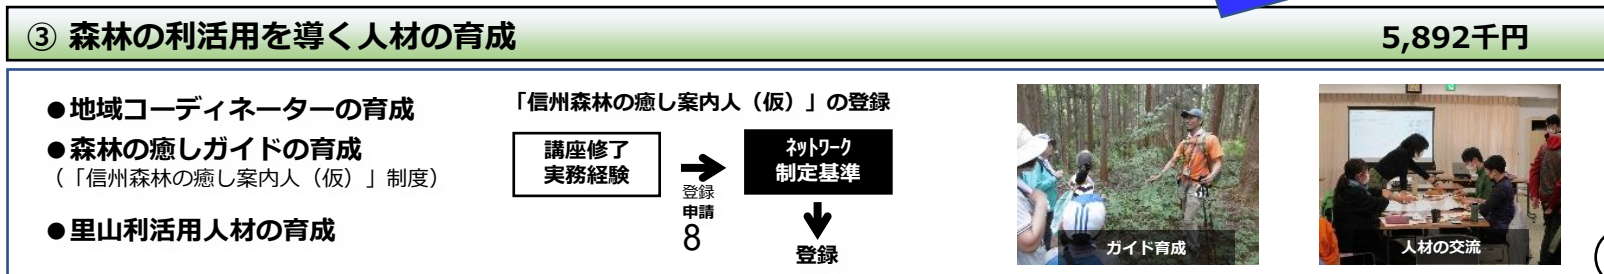 ③ 森林の利活用を導く人材の育成
5,892千円
●地域コーディネーターの育成
●森林の癒しガイドの育成
（「信州森林の癒し案内人（仮）」制度）
●里山利活用人材の育成
「信州森林の癒し案内人（仮）」の登録
講座修了
実務経験
登録
申請
8
ﾈｯﾄﾜｰｸ
制定基準
登録
ガイド育成
人材の交流